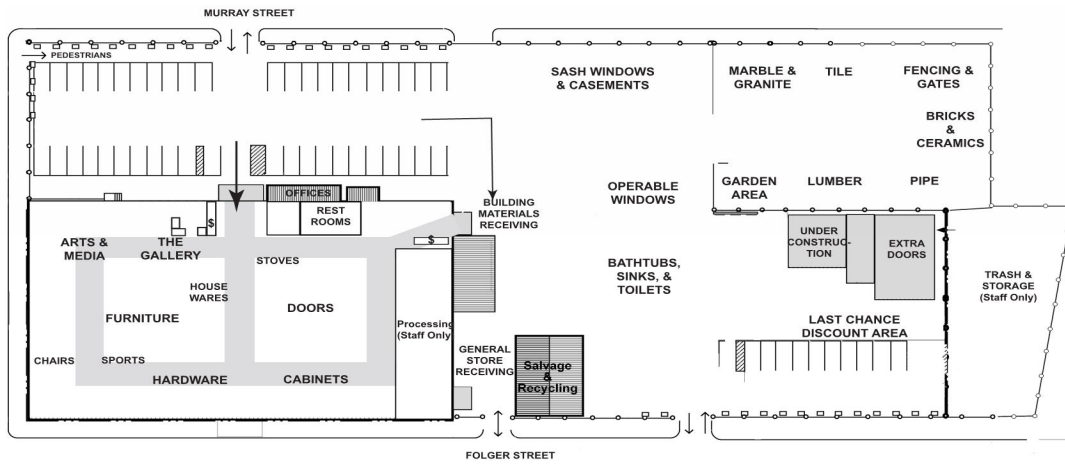 MURRAY STREET
PEDESTRIANS
SASH WINDOWS
& CASEMENTS
MARBLE &
GRANITE
TILE
FENCING &
GATES
BRICKS
&
CERAMICS
OFFICES
REST
ROOMS
$
BUILDING
MATERIALS
RECEIVING
OPERABLE
WINDOWS
GARDEN
AREA
LUMBER
PIPE
ARTS &
MEDIA
THE
GALLERY
STOVES
$
UNDER
CONSTRUC-
TION
EXTRA
DOORS
HOUSE
WARES
BATHTUBS,
SINKS, &
TOILETS
TRASH &
STORAGE
(Staff Only)
FURNITURE
DOORS
Processing
(Staff Only)
LAST CHANCE
DISCOUNT AREA
CHAIRS
SPORTS
HARDWARE
CABINETS
GENERAL
STORE
RECEIVING
Salvage
&
Recycling
FOLGER STREET